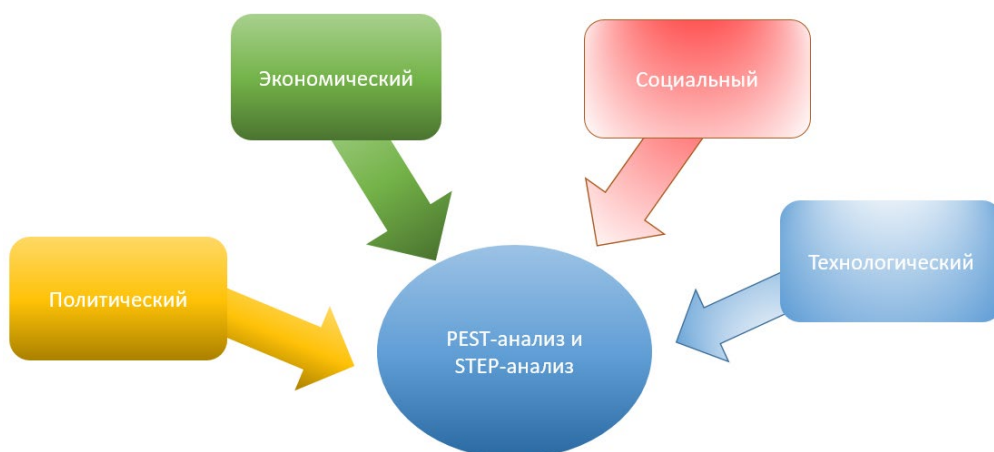 Экономический
Социальный
Политический
Технологический
PEST-анализ и
STEP-анализ